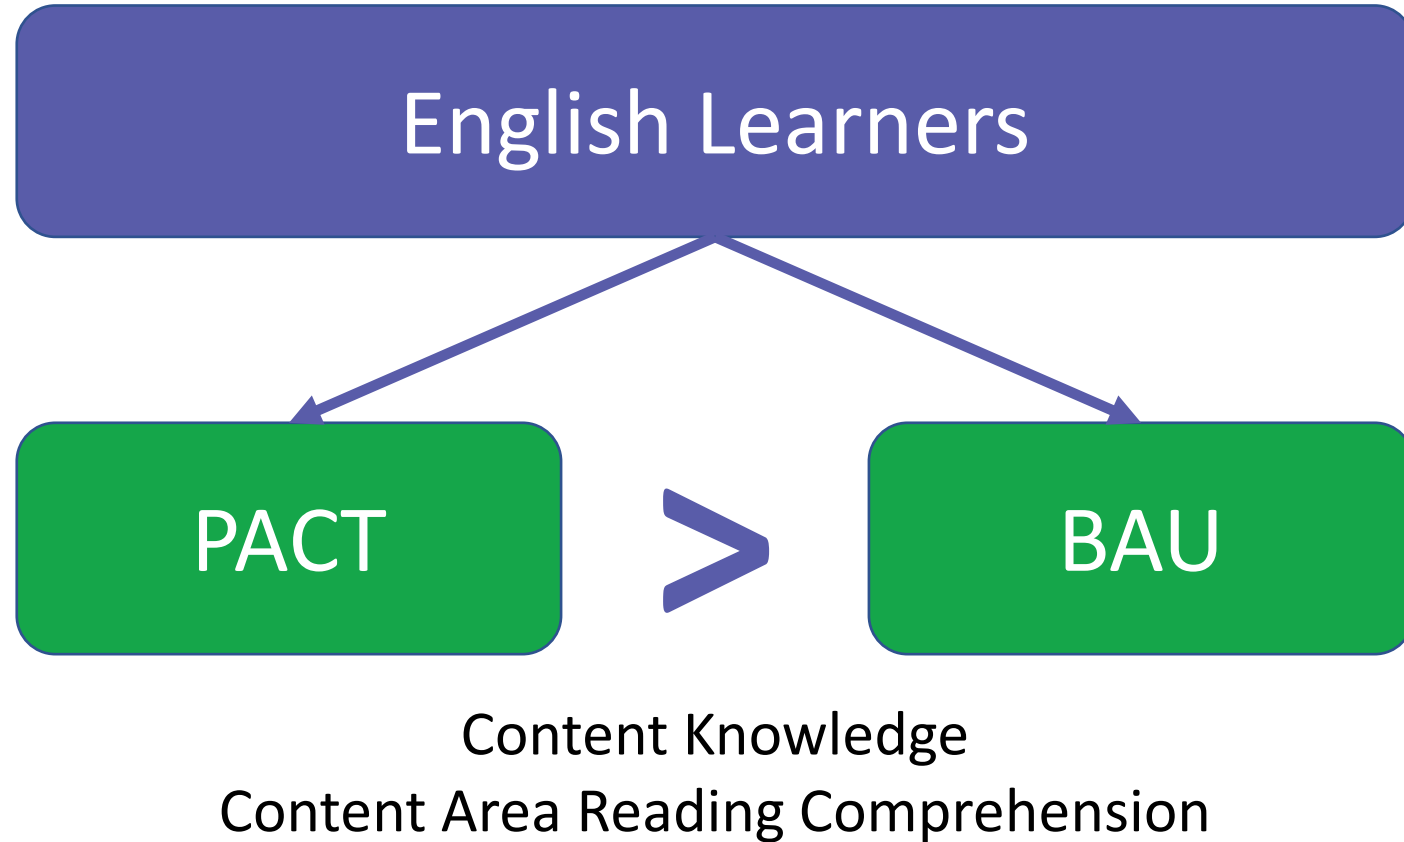 English Learners
PACT > BAU
Content Knowledge
Content Area Reading Comprehension